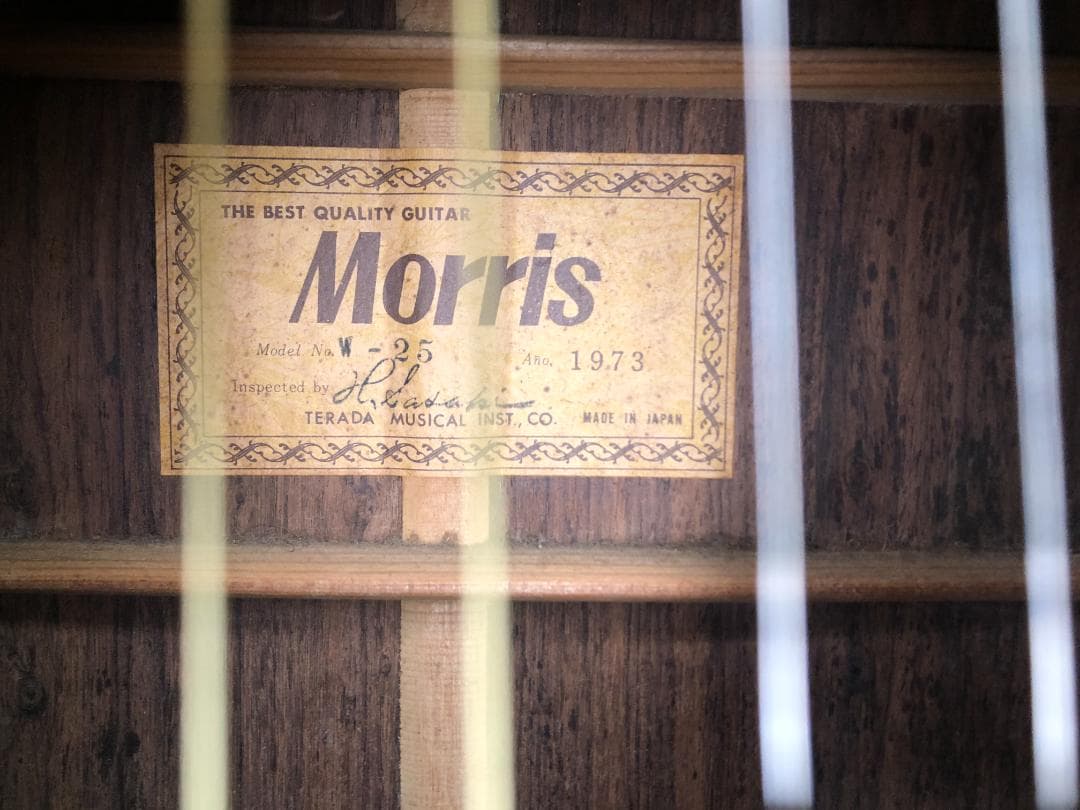 THE BEST QUALITY GUITAR
Morris
Model No. W-25 Año. 1973
Inspected by H. Sasaki
TERADA MUSICAL INST., CO. MADE IN JAPAN